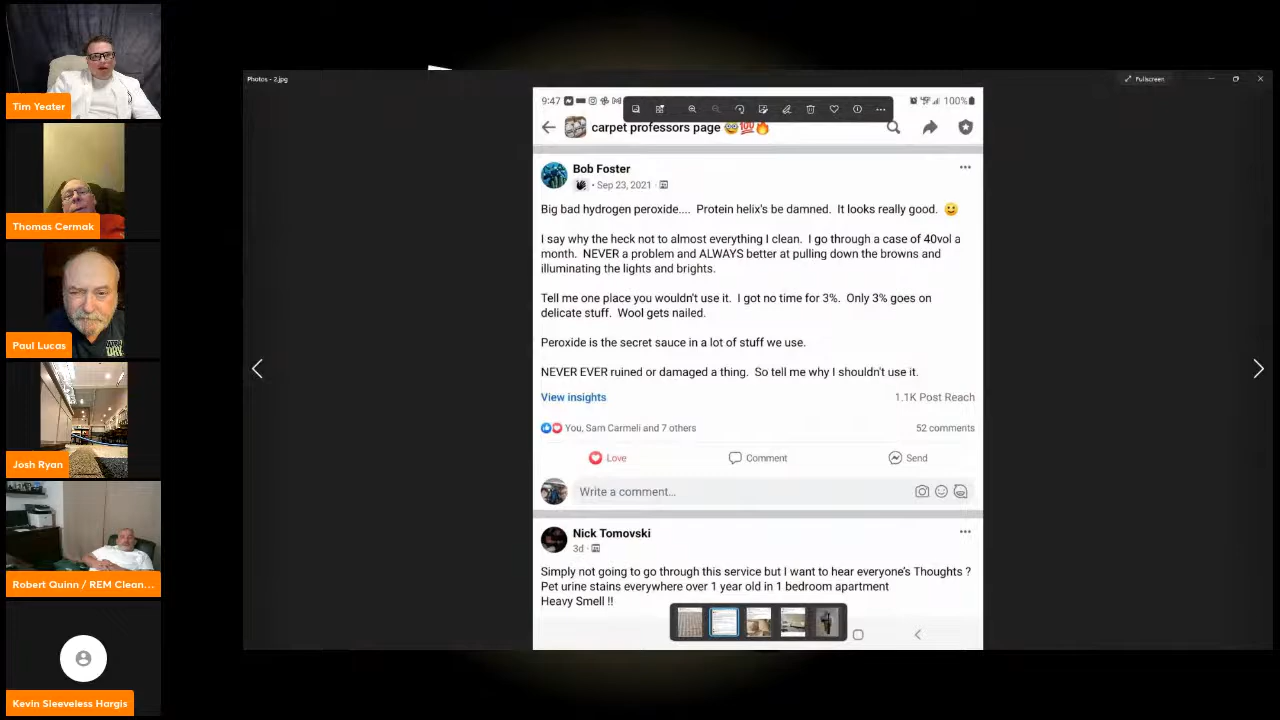 Tim Yeater
Thomas Cermak
Paul Lucas
Josh Ryan
Robert Quinn / REM Clean...
Kevin Sleeveless Hargis
Photos - 2.jpg
Fullscreen
9:47
100%
carpet professors page 🤓💯🔥
Bob Foster
• Sep 23, 2021 ·
Big bad hydrogen peroxide.... Protein helix's be damned. It looks really good. 😉
I say why the heck not to almost everything I clean. I go through a case of 40vol a
month. NEVER a problem and ALWAYS better at pulling down the browns and
illuminating the lights and brights.
Tell me one place you wouldn't use it. I got no time for 3%. Only 3% goes on
delicate stuff. Wool gets nailed.
Peroxide is the secret sauce in a lot of stuff we use.
NEVER EVER ruined or damaged a thing. So tell me why I shouldn't use it.
View insights
1.1K Post Reach
You, Sam Carmeli and 7 others
52 comments
Love
Comment
Send
Write a comment...
Nick Tomovski
3d ·
Simply not going to go through this service but I want to hear everyone's Thoughts ?
Pet urine stains everywhere over 1 year old in 1 bedroom apartment
Heavy Smell !!